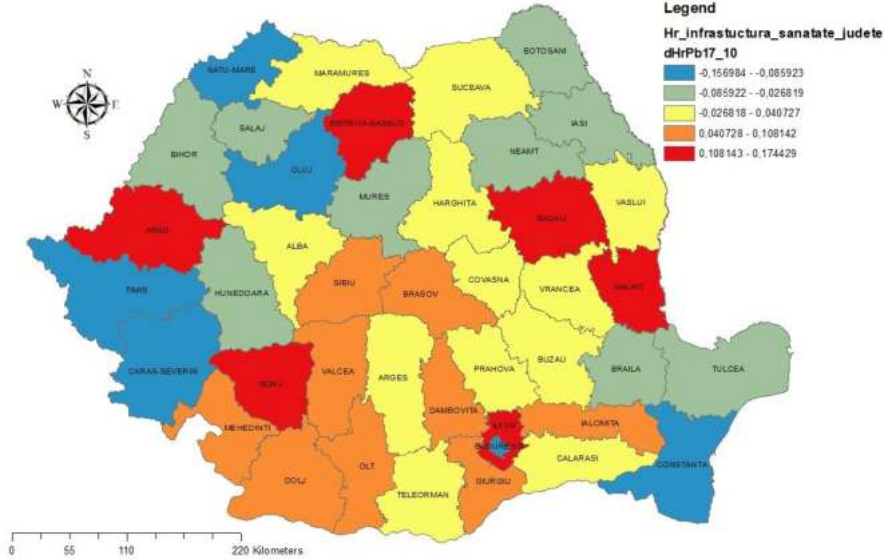 Legend
Hr_infrastuctura_sanatate_judete
dHrPb17_10
-0,156984 - -0,085923
-0,085922 - -0,026819
-0,026818 - 0,040727
0,040728 - 0,108142
0,108143 - 0,174429
N
W E
S
BOTOSANI
SATU-MARE
MARAMURES
SUCEAVA
IASI
SALAJ
BISTRITA-NASAUD
NEAMT
BIHOR
CLUJ
MURES
HARGHITA
BACAU
VASLUI
ARAD
ALBA
TIMIS
HUNEDOARA
SIBIU
BRASOV
COVASNA
VRANCEA
GALATI
CARAS-SEVERIN
GORJ
VALCEA
ARGES
PRAHOVA
BUZAU
BRAILA
TULCEA
DAMBOVITA
MEHEDINTI
ILFOV
IALOMITA
BUCURESTI
CALARASI
CONSTANTA
DOLJ
OLT
GIURGIU
TELEORMAN
0 55 110 220 Kilometers